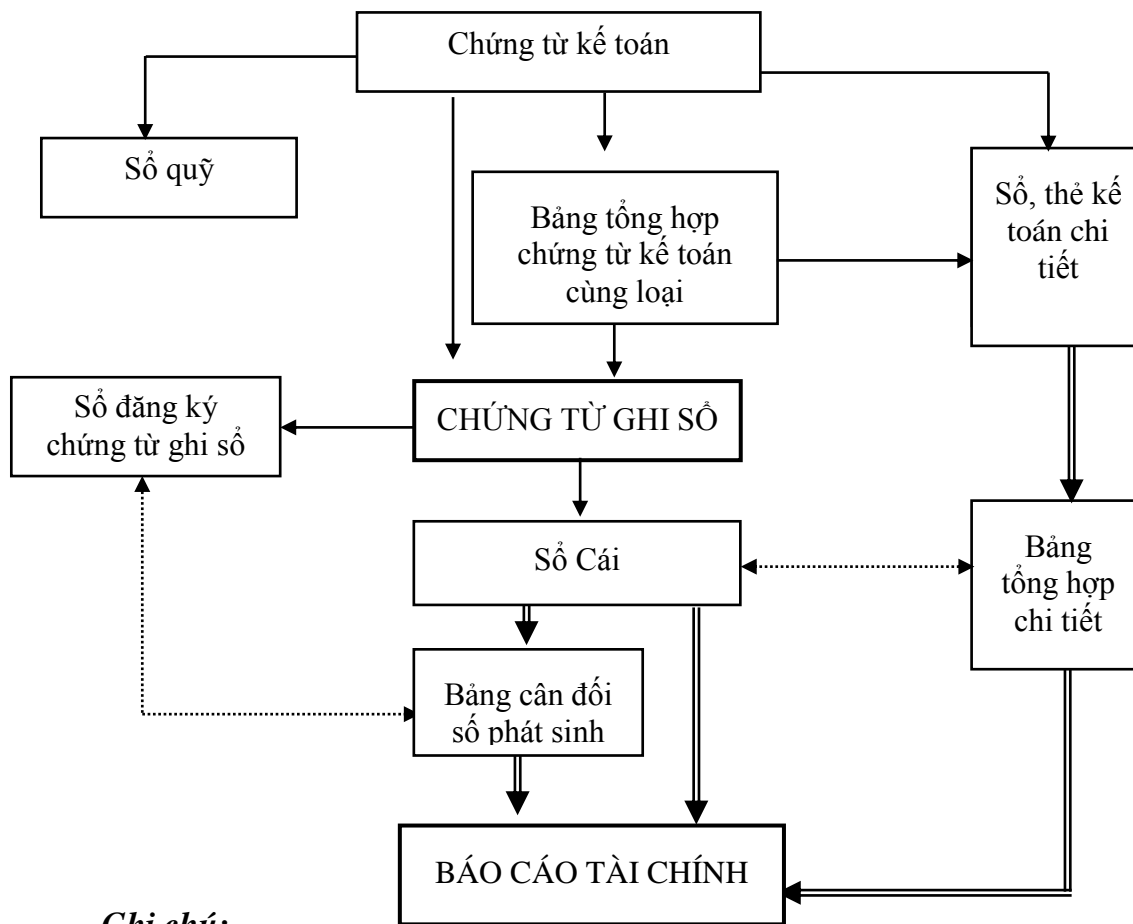 Chứng từ kế toán
Sổ quỹ
Bảng tổng hợp
chứng từ kế toán
cùng loại
Sổ, thẻ kế
toán chi
tiết
Sổ đăng ký
chứng từ ghi sổ
CHỨNG TỪ GHI SỔ
Sổ Cái
Bảng
tổng hợp
chi tiết
Bảng cân đối
số phát sinh
BÁO CÁO TÀI CHÍNH
Ghi chú: